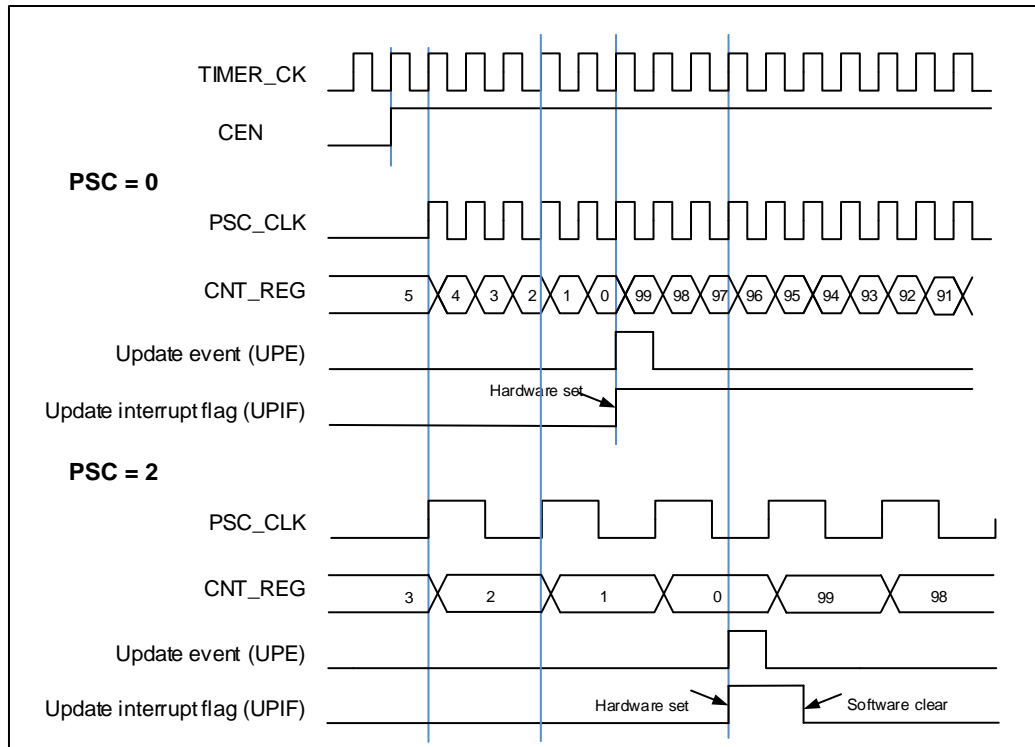 TIMER_CK
CEN
PSC = 0
PSC_CLK
CNT_REG 5 4 3 2 1 0 99 98 97 96 95 94 93 92 91
Update event (UPE)
Hardware set
Update interrupt flag (UPIF)
PSC = 2
PSC_CLK
CNT_REG 3 2 1 0 99 98
Update event (UPE)
Update interrupt flag (UPIF) Hardware set Software clear